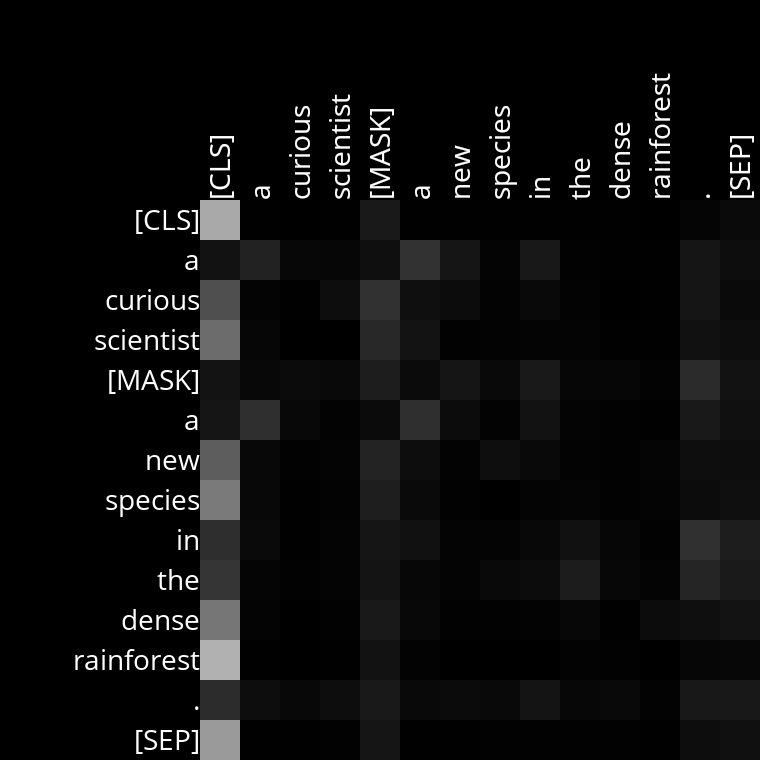 [CLS] a curious scientist [MASK] a new species in the dense rainforest . [SEP]
[CLS]
a
curious
scientist
[MASK]
a
new
species
in
the
dense
rainforest
.
[SEP]